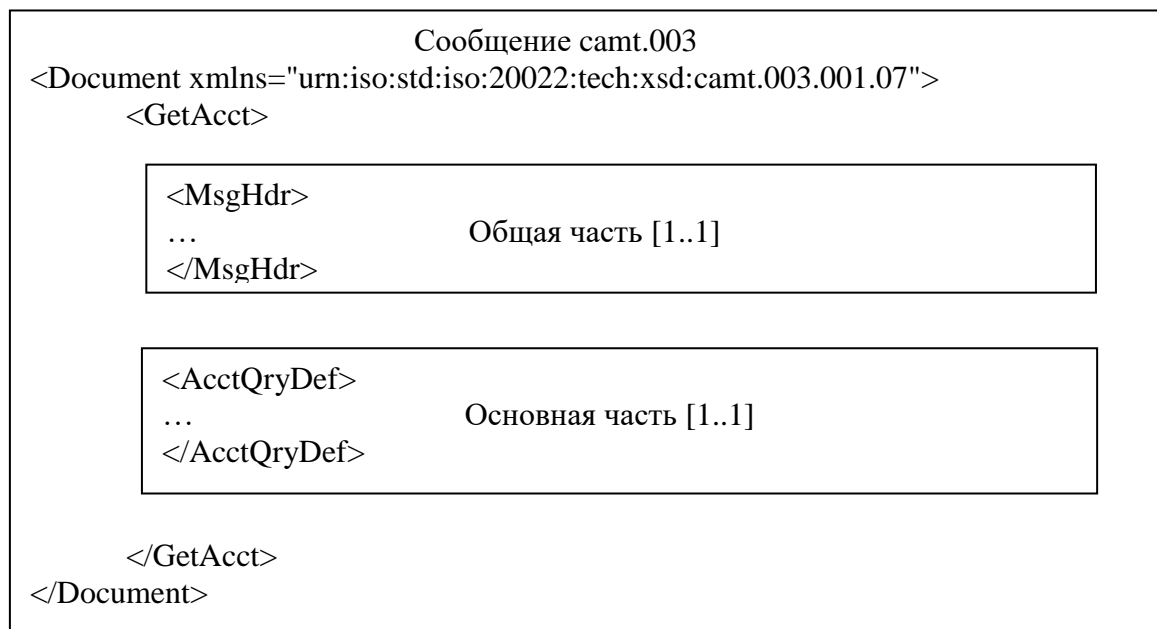 Сообщение camt.003
<Document xmlns="urn:iso:std:iso:20022:tech:xsd:camt.003.001.07">
<GetAcct>
<MsgHdr>
… Общая часть [1..1]
</MsgHdr>
<AcctQryDef>
… Основная часть [1..1]
</AcctQryDef>
</GetAcct>
</Document>